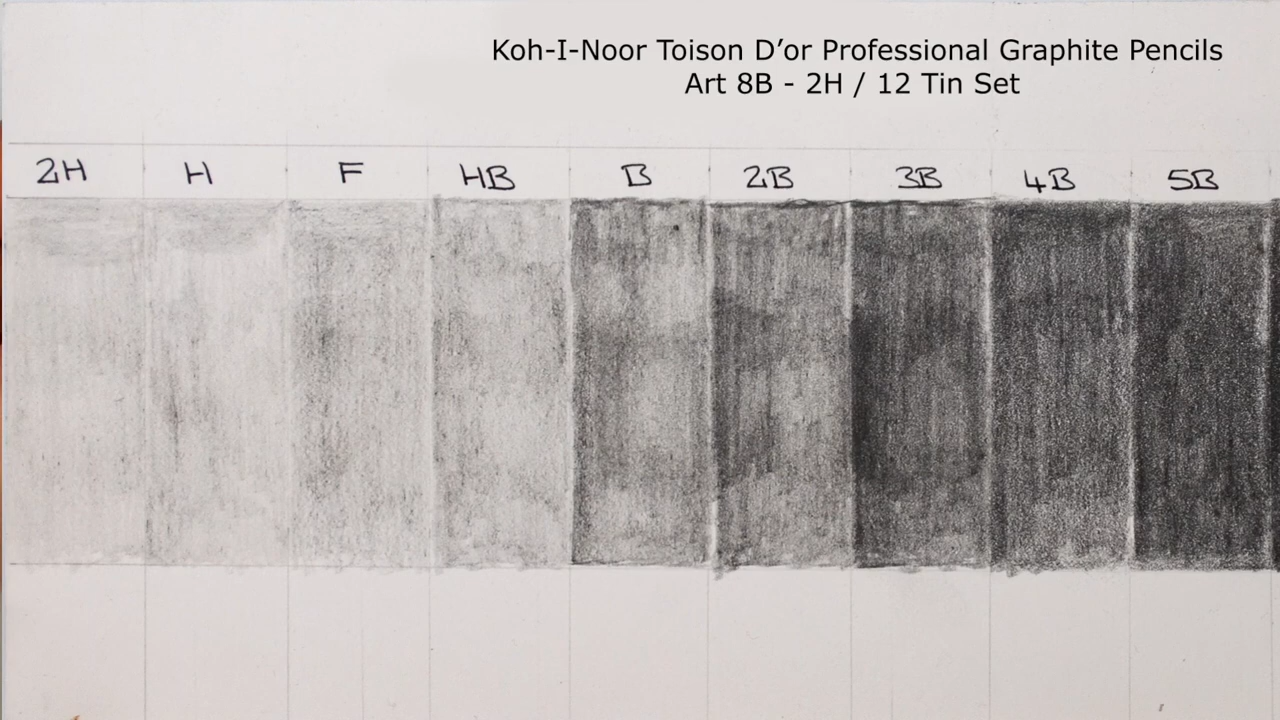 Koh-I-Noor Toison D’or Professional Graphite Pencils
Art 8B - 2H / 12 Tin Set
2H H F HB B 2B 3B 4B 5B